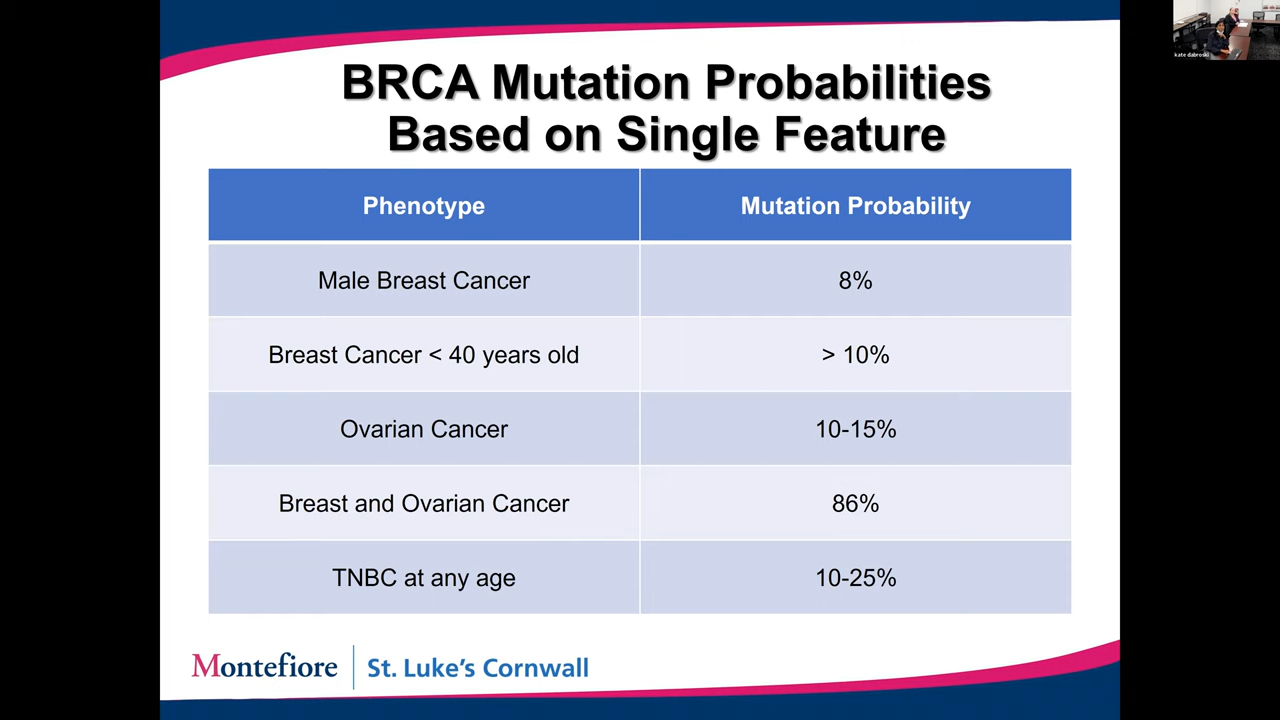 BRCA Mutation Probabilities
Based on Single Feature
Phenotype Mutation Probability
Male Breast Cancer 8%
Breast Cancer < 40 years old > 10%
Ovarian Cancer 10-15%
Breast and Ovarian Cancer 86%
TNBC at any age 10-25%
Montefiore St. Luke's Cornwall
kate dabroski